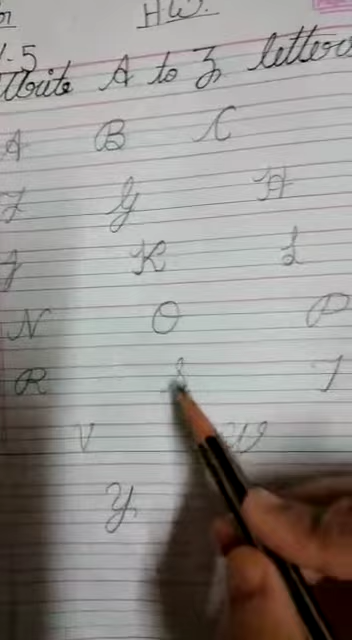 H.W.
Write A to Z letters
A B C
F G H
J K L
N O P
R S T
V W
Y